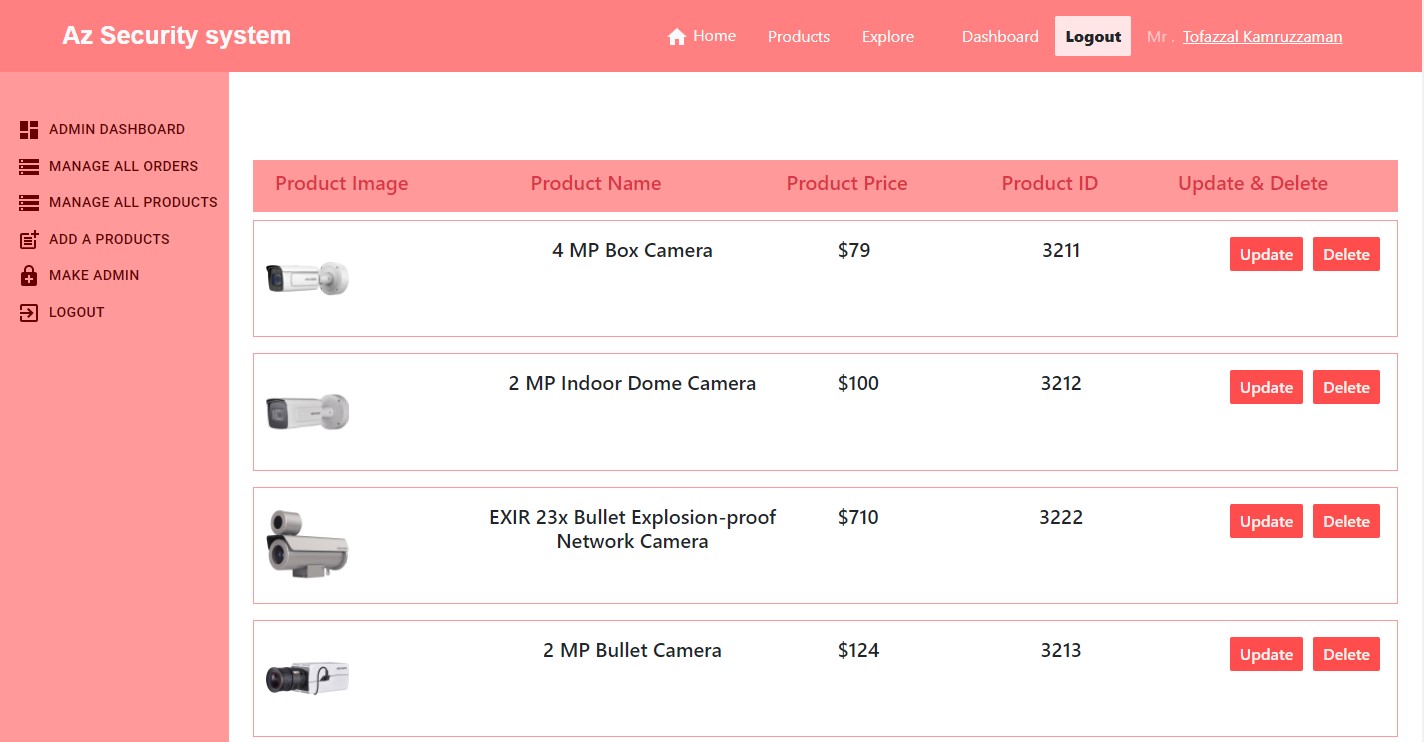 Az Security system
Home Products Explore Dashboard Logout Mr . Tofazzal Kamruzzaman
ADMIN DASHBOARD
MANAGE ALL ORDERS
MANAGE ALL PRODUCTS
ADD A PRODUCTS
MAKE ADMIN
LOGOUT
Product Image Product Name Product Price Product ID Update & Delete
4 MP Box Camera $79 3211 Update Delete
2 MP Indoor Dome Camera $100 3212 Update Delete
EXIR 23x Bullet Explosion-proof $710 3222 Update Delete
Network Camera
2 MP Bullet Camera $124 3213 Update Delete